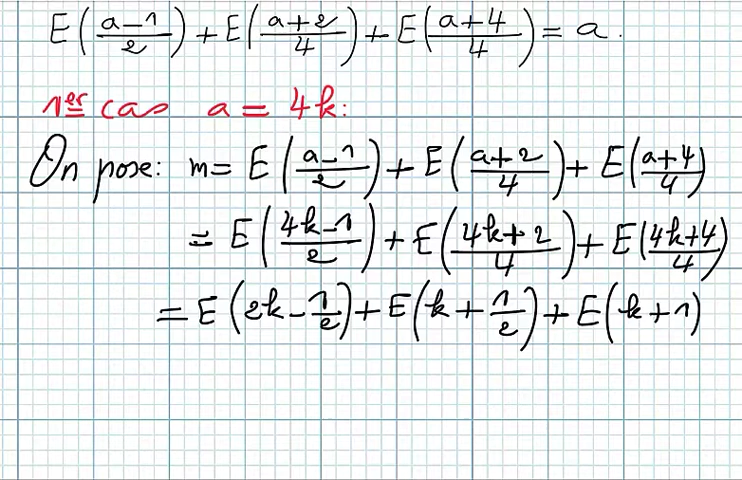 E((a-1)/2) + E((a+2)/4) + E((a+4)/4) = a.
1er cas a = 4k:
On pose: m = E((a-1)/2) + E((a+2)/4) + E((a+4)/4)
= E((4k-1)/2) + E((4k+2)/4) + E((4k+4)/4)
= E(2k - 1/2) + E(k + 1/2) + E(k + 1)